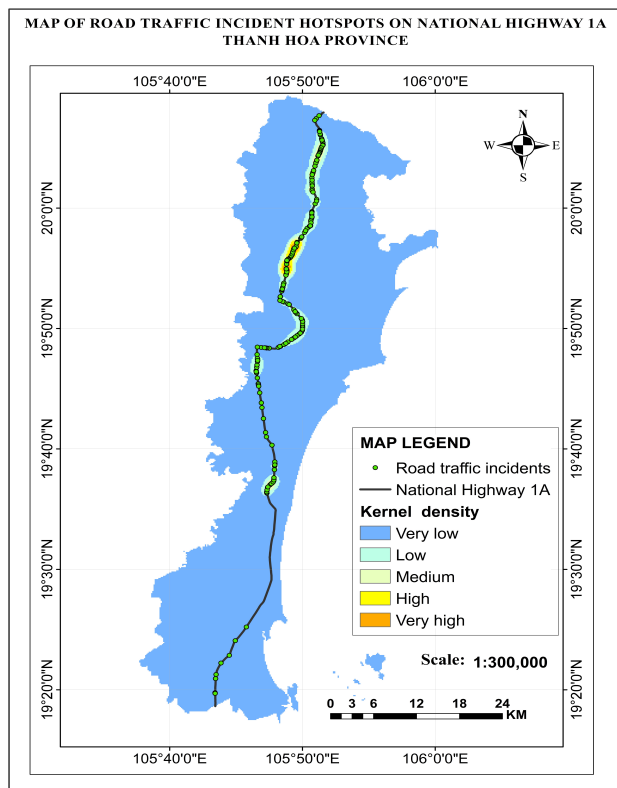 MAP OF ROAD TRAFFIC INCIDENT HOTSPOTS ON NATIONAL HIGHWAY 1A
THANH HOA PROVINCE
105°40'0"E 105°50'0"E 106°0'0"E
N
W E
S
20°0'0"N 20°0'0"N
19°50'0"N 19°50'0"N
19°40'0"N 19°40'0"N
MAP LEGEND
Road traffic incidents
National Highway 1A
Kernel density
Very low
Low
Medium
High
Very high
19°30'0"N 19°30'0"N
Scale: 1:300,000
19°20'0"N 19°20'0"N
0 3 6 12 18 24
KM
105°40'0"E 105°50'0"E 106°0'0"E